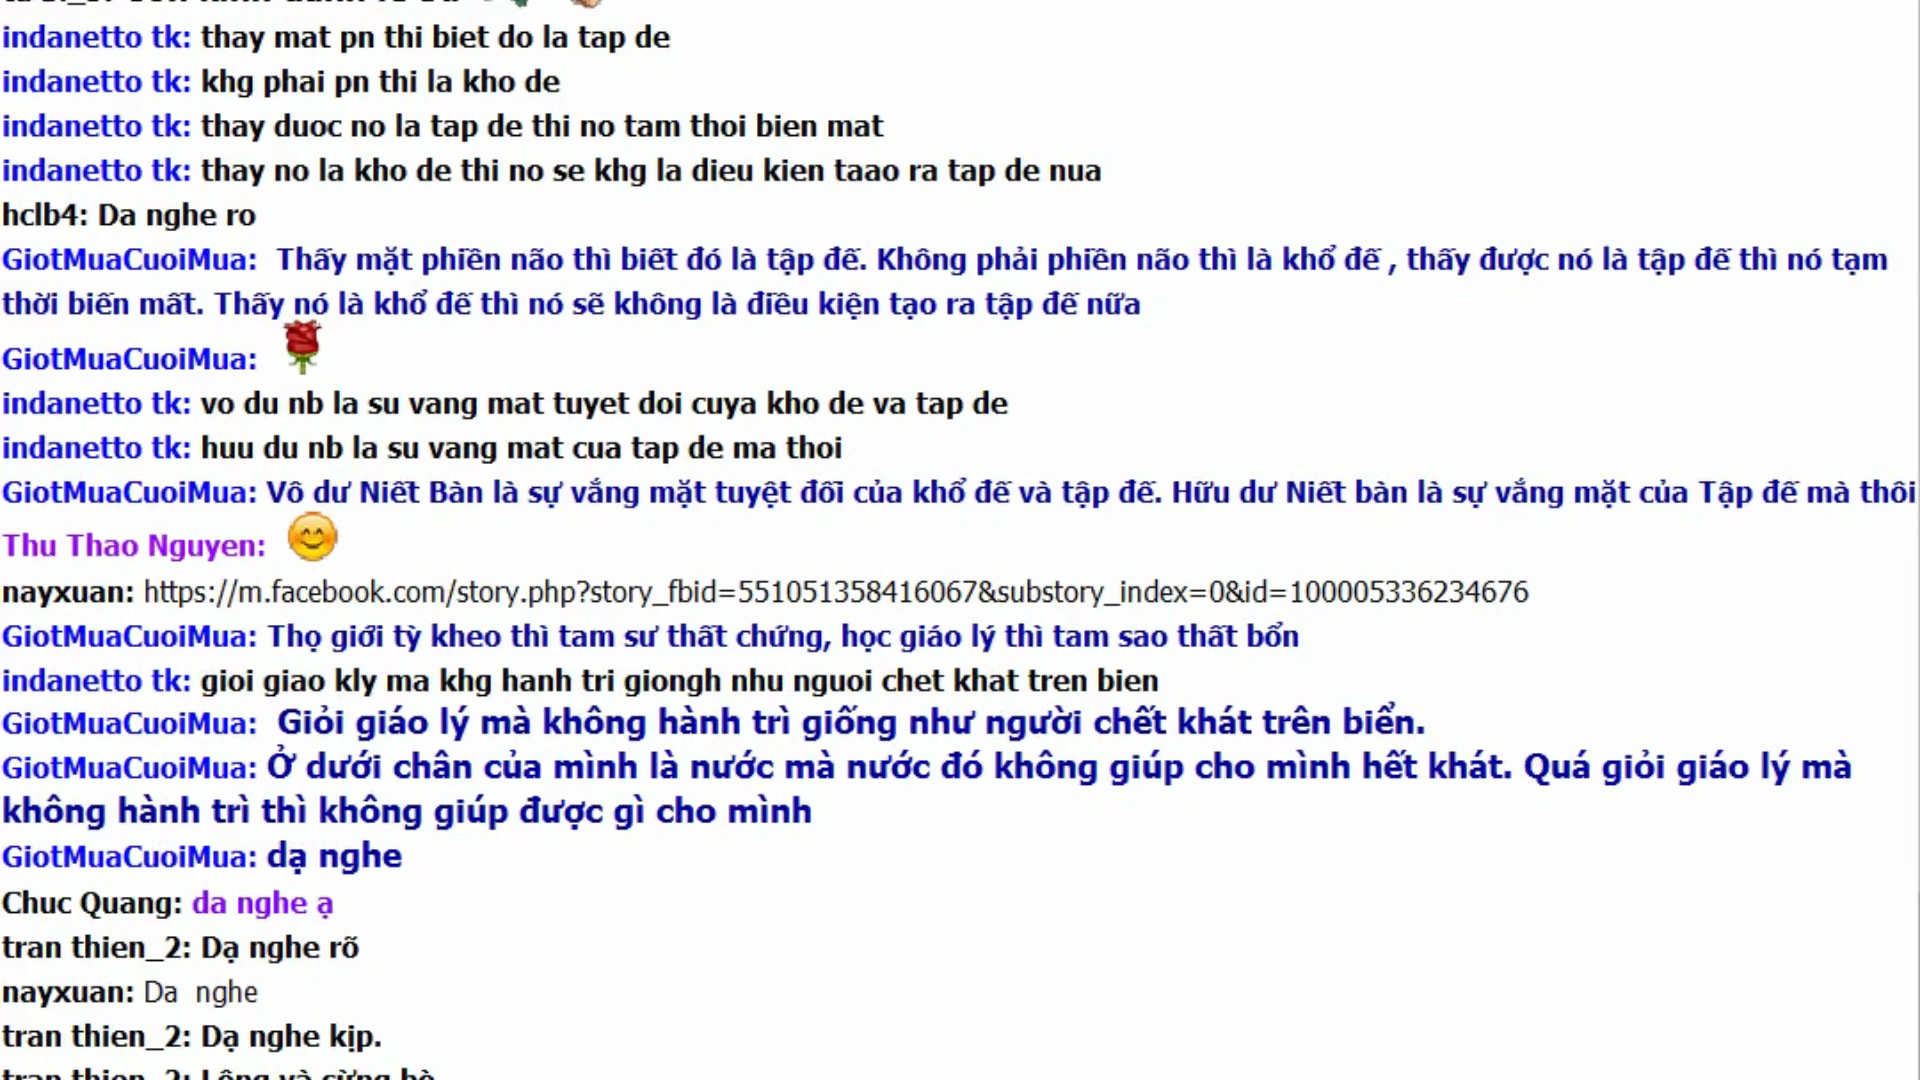 indanetto tk: thay mat pn thi biet do la tap de
indanetto tk: khg phai pn thi la kho de
indanetto tk: thay duoc no la tap de thi no tam thoi bien mat
indanetto tk: thay no la kho de thi no se khg la dieu kien taao ra tap de nua
hclb4: Da nghe ro
GiotMuaCuoiMua: Thấy mặt phiền não thì biết đó là tập đế. Không phải phiền não thì là khổ đế , thấy được nó là tập đế thì nó tạm
thời biến mất. Thấy nó là khổ đế thì nó sẽ không là điều kiện tạo ra tập đế nữa
GiotMuaCuoiMua:
indanetto tk: vo du nb la su vang mat tuyet doi cuya kho de va tap de
indanetto tk: huu du nb la su vang mat cua tap de ma thoi
GiotMuaCuoiMua: Vô dư Niết Bàn là sự vắng mặt tuyệt đối của khổ đế và tập đế. Hữu dư Niết bàn là sự vắng mặt của Tập đế mà thôi
Thu Thao Nguyen:
nayxuan: https://m.facebook.com/story.php?story_fbid=551051358416067&substory_index=0&id=100005336234676
GiotMuaCuoiMua: Thọ giới tỳ kheo thì tam sư thất chứng, học giáo lý thì tam sao thất bổn
indanetto tk: gioi giao kly ma khg hanh tri giongh nhu nguoi chet khat tren bien
GiotMuaCuoiMua: Giỏi giáo lý mà không hành trì giống như người chết khát trên biển.
GiotMuaCuoiMua: Ở dưới chân của mình là nước mà nước đó không giúp cho mình hết khát. Quá giỏi giáo lý mà
không hành trì thì không giúp được gì cho mình
GiotMuaCuoiMua: dạ nghe
Chuc Quang: da nghe ạ
tran thien_2: Dạ nghe rõ
nayxuan: Da nghe
tran thien_2: Dạ nghe kịp.
tran thien_2: Lông và sừng bò